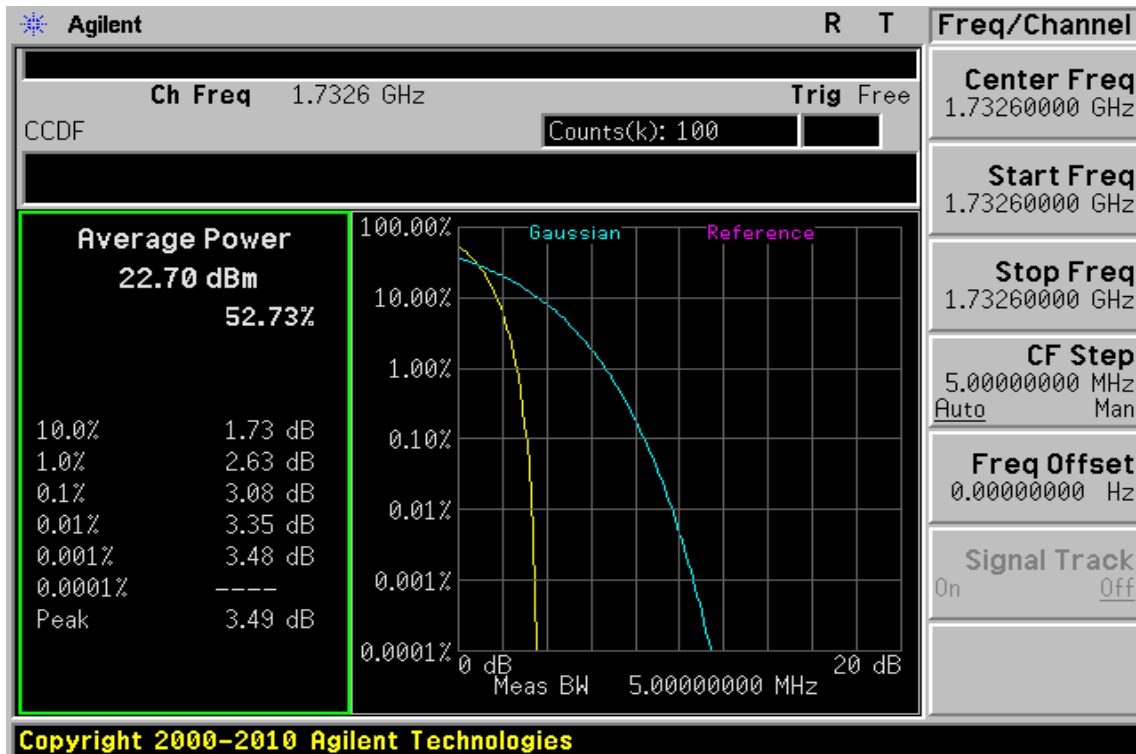 Agilent
R T
Freq/Channel
Ch Freq 1.7326 GHz
Trig Free
CCDF
Counts(k): 100
Center Freq
1.73260000 GHz
Start Freq
1.73260000 GHz
Stop Freq
1.73260000 GHz
CF Step
5.00000000 MHz
Auto Man
Freq Offset
0.00000000 Hz
Signal Track
On Off
Average Power
22.70 dBm
52.73%
10.0% 1.73 dB
1.0% 2.63 dB
0.1% 3.08 dB
0.01% 3.35 dB
0.001% 3.48 dB
0.0001% ----
Peak 3.49 dB
Gaussian
Reference
100.00%
10.00%
1.00%
0.10%
0.01%
0.001%
0.0001%
0 dB
20 dB
Meas BW 5.00000000 MHz
Copyright 2000-2010 Agilent Technologies